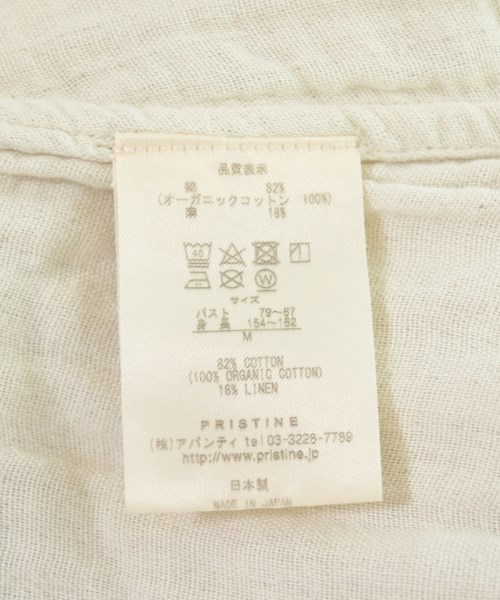 品質表示
綿 82%
(オーガニックコットン 100%)
麻 18%
40
W
サイズ
バスト 79～87
身長 154～162
M
82% COTTON
(100% ORGANIC COTTON)
18% LINEN
PRISTINE
(株)アバンティ tel 03-3226-7789
http://www.pristine.jp
日本製
MADE IN JAPAN